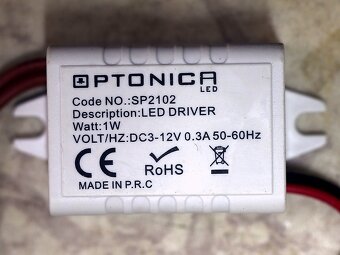 OPTONICA
LED
Code NO.:SP2102
Description:LED DRIVER
Watt:1W
VOLT/HZ:DC3-12V 0.3A 50-60Hz
CE RoHS
MADE IN P.R.C